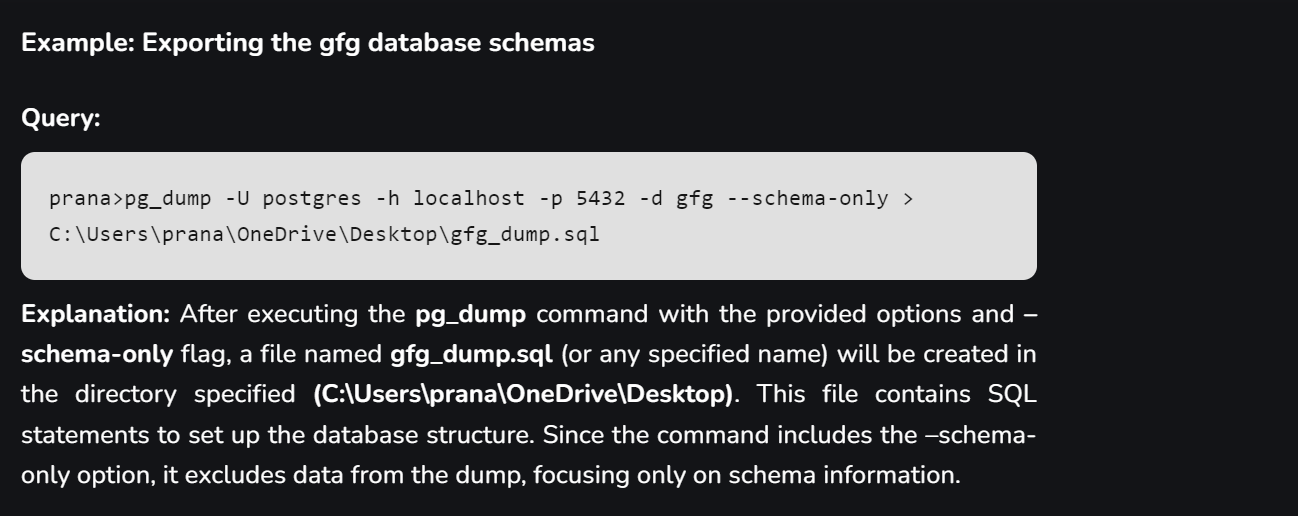 Example: Exporting the gfg database schemas
Query:
prana>pg_dump -U postgres -h localhost -p 5432 -d gfg --schema-only >
C:\Users\prana\OneDrive\Desktop\gfg_dump.sql
Explanation: After executing the pg_dump command with the provided options and –
schema-only flag, a file named gfg_dump.sql (or any specified name) will be created in
the directory specified (C:\Users\prana\OneDrive\Desktop). This file contains SQL
statements to set up the database structure. Since the command includes the –schema-
only option, it excludes data from the dump, focusing only on schema information.